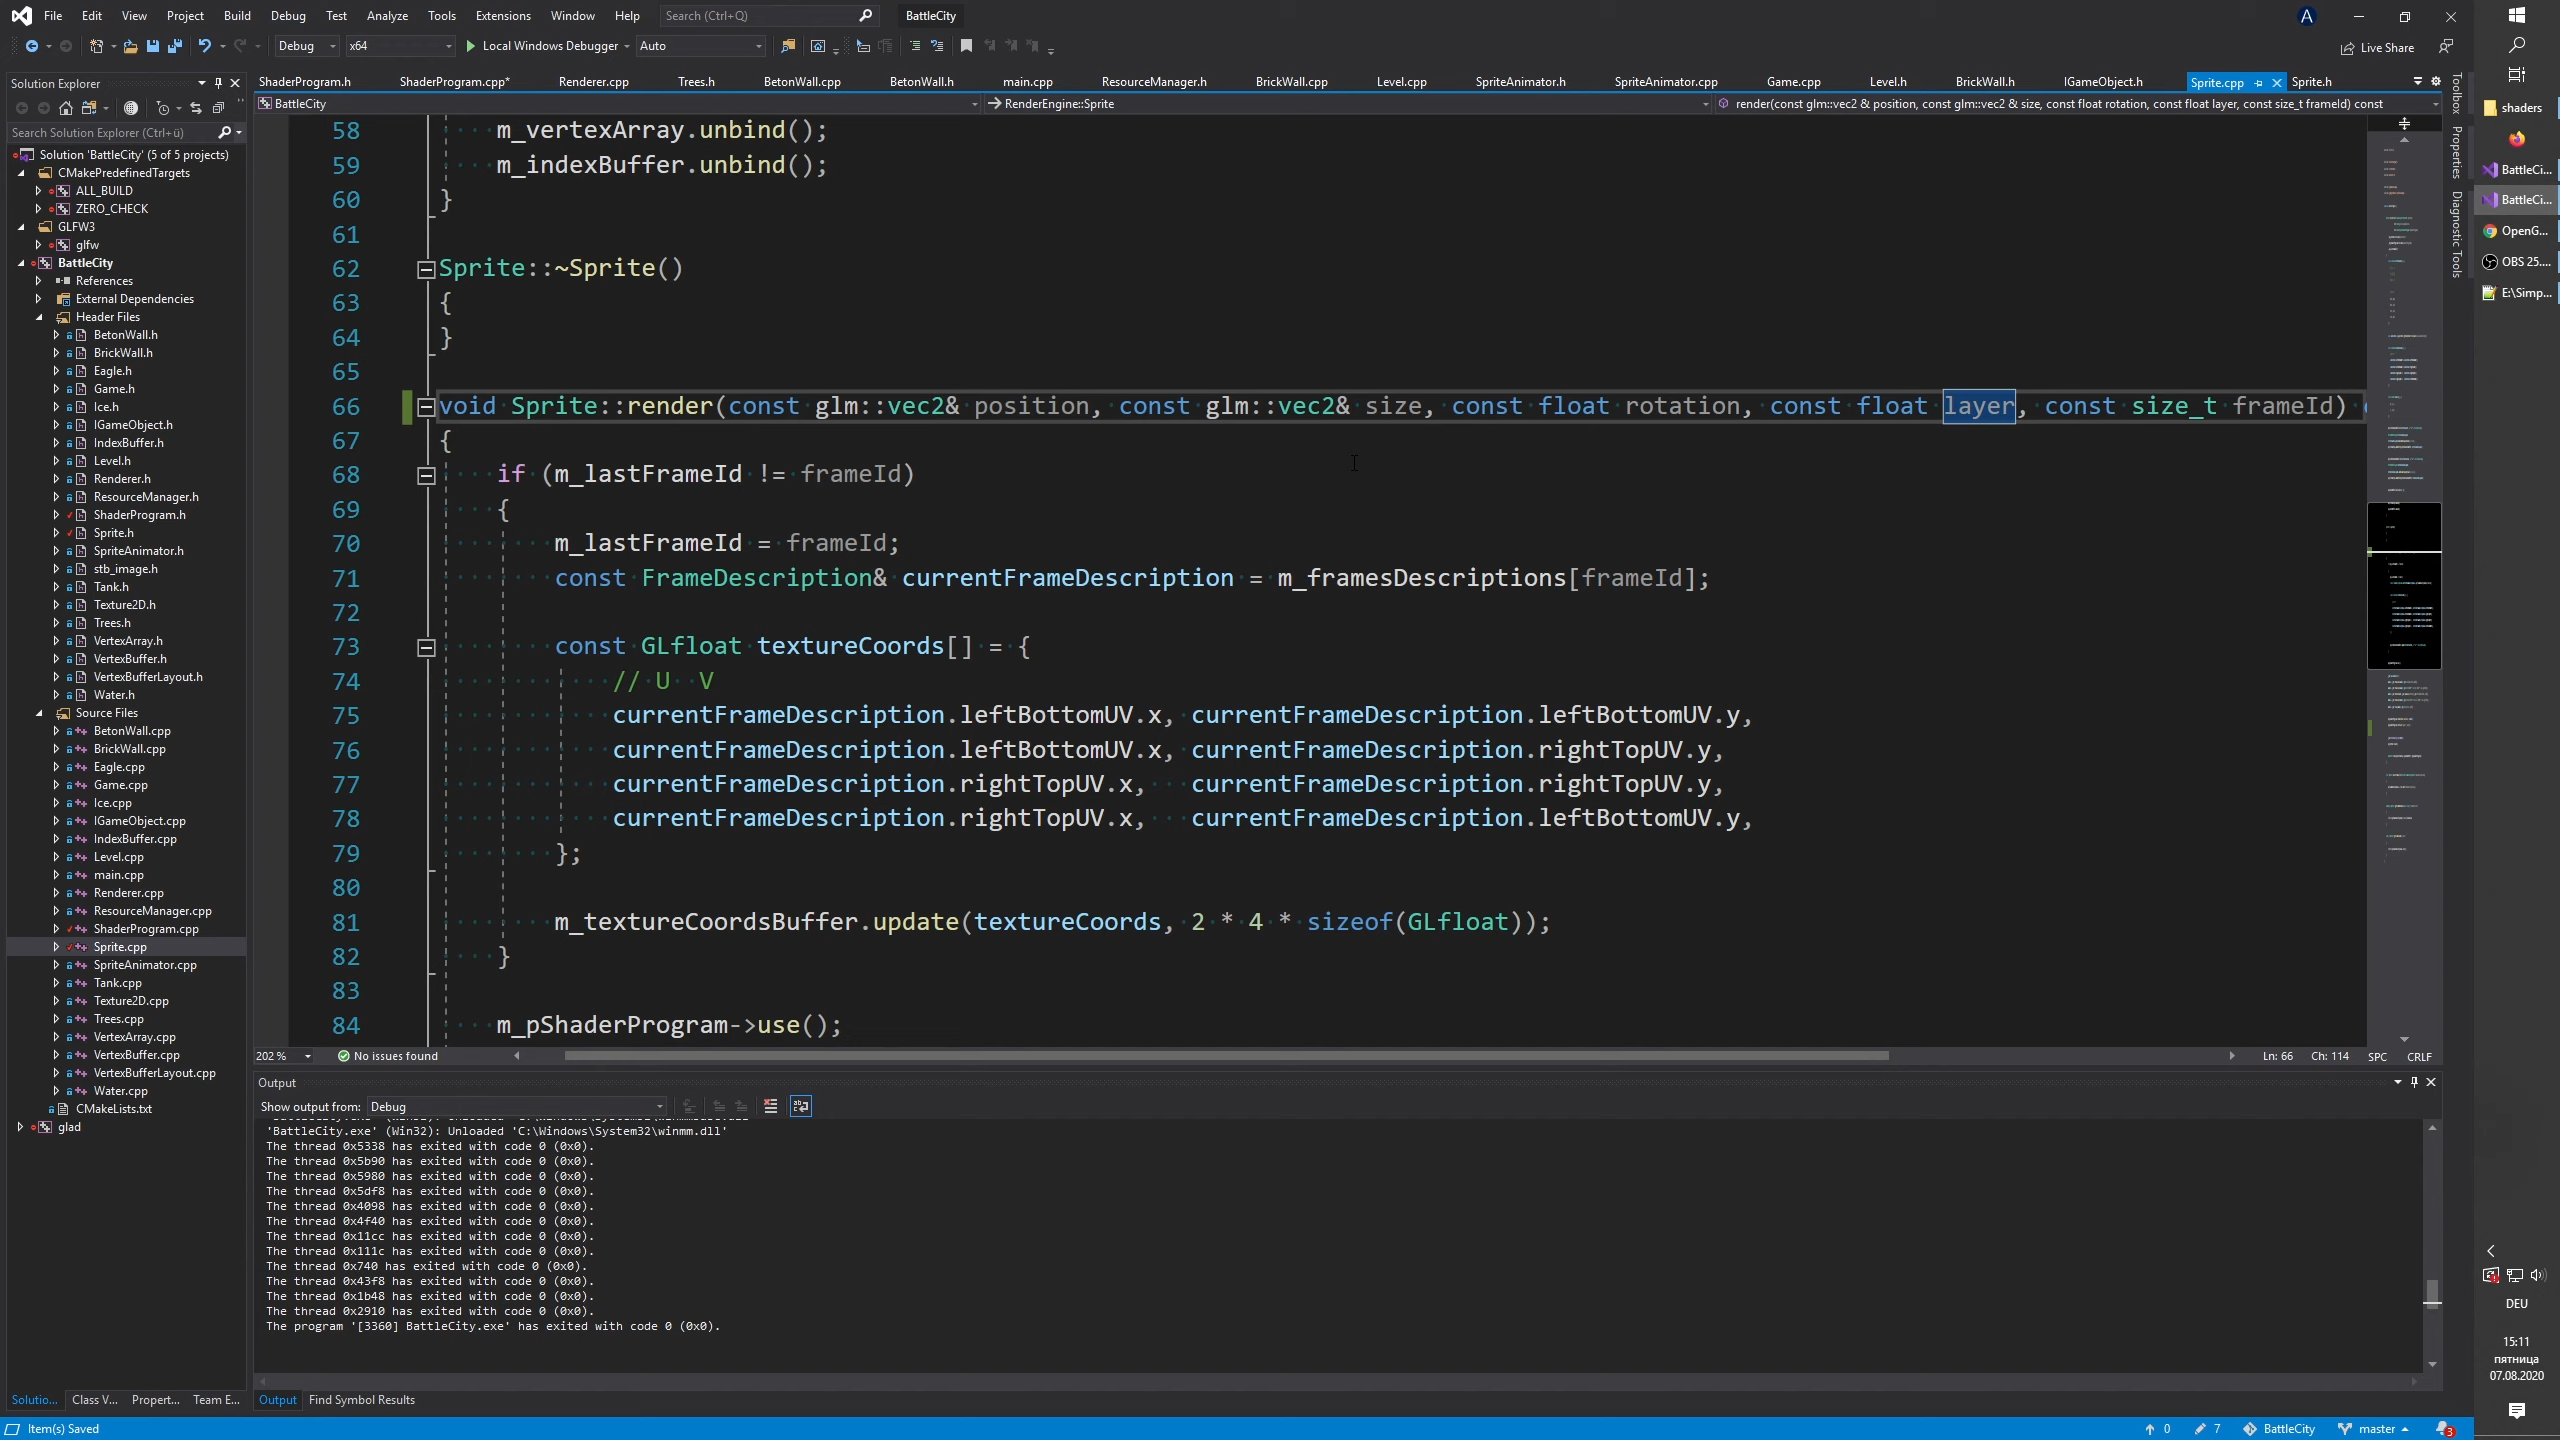 File Edit View Project Build Debug Test Analyze Tools Extensions Window Help Search (Ctrl+Q) BattleCity
Debug x64 Local Windows Debugger Auto Live Share
Solution Explorer
Search Solution Explorer (Ctrl+ü)
Solution 'BattleCity' (5 of 5 projects)
CMakePredefinedTargets
ALL_BUILD
ZERO_CHECK
GLFW3
glfw
BattleCity
References
External Dependencies
Header Files
BetonWall.h
BrickWall.h
Eagle.h
Game.h
Ice.h
IGameObject.h
IndexBuffer.h
Level.h
Renderer.h
ResourceManager.h
ShaderProgram.h
Sprite.h
SpriteAnimator.h
stb_image.h
Tank.h
Texture2D.h
Trees.h
VertexArray.h
VertexBuffer.h
VertexBufferLayout.h
Water.h
Source Files
BetonWall.cpp
BrickWall.cpp
Eagle.cpp
Game.cpp
Ice.cpp
IGameObject.cpp
IndexBuffer.cpp
Level.cpp
main.cpp
Renderer.cpp
ResourceManager.cpp
ShaderProgram.cpp
Sprite.cpp
SpriteAnimator.cpp
Tank.cpp
Texture2D.cpp
Trees.cpp
VertexArray.cpp
VertexBuffer.cpp
VertexBufferLayout.cpp
Water.cpp
CMakeLists.txt
glad
Solutio... Class V... Propert... Team E...
ShaderProgram.h ShaderProgram.cpp* Renderer.cpp Trees.h BetonWall.cpp BetonWall.h main.cpp ResourceManager.h BrickWall.cpp Level.cpp SpriteAnimator.h SpriteAnimator.cpp Game.cpp Level.h BrickWall.h IGameObject.h Sprite.cpp Sprite.h
BattleCity RenderEngine::Sprite render(const glm::vec2 & position, const glm::vec2 & size, const float rotation, const float layer, const size_t frameId) const
58 m_vertexArray.unbind();
59 m_indexBuffer.unbind();
60 }
61
62 Sprite::~Sprite()
63 {
64 }
65
66 void Sprite::render(const glm::vec2& position, const glm::vec2& size, const float rotation, const float layer, const size_t frameId)
67 {
68 if (m_lastFrameId != frameId)
69 {
70 m_lastFrameId = frameId;
71 const FrameDescription& currentFrameDescription = m_framesDescriptions[frameId];
72
73 const GLfloat textureCoords[] = {
74 // U V
75 currentFrameDescription.leftBottomUV.x, currentFrameDescription.leftBottomUV.y,
76 currentFrameDescription.leftBottomUV.x, currentFrameDescription.rightTopUV.y,
77 currentFrameDescription.rightTopUV.x, currentFrameDescription.rightTopUV.y,
78 currentFrameDescription.rightTopUV.x, currentFrameDescription.leftBottomUV.y,
79 };
80
81 m_textureCoordsBuffer.update(textureCoords, 2 * 4 * sizeof(GLfloat));
82 }
83
84 m_pShaderProgram->use();
202 % No issues found Ln: 66 Ch: 114 SPC CRLF
Output
Show output from: Debug
'BattleCity.exe' (Win32): Unloaded 'C:\Windows\System32\winmm.dll'
The thread 0x5338 has exited with code 0 (0x0).
The thread 0x5b90 has exited with code 0 (0x0).
The thread 0x5980 has exited with code 0 (0x0).
The thread 0x5df8 has exited with code 0 (0x0).
The thread 0x4098 has exited with code 0 (0x0).
The thread 0x4f40 has exited with code 0 (0x0).
The thread 0x11cc has exited with code 0 (0x0).
The thread 0x111c has exited with code 0 (0x0).
The thread 0x740 has exited with code 0 (0x0).
The thread 0x43f8 has exited with code 0 (0x0).
The thread 0x1b48 has exited with code 0 (0x0).
The thread 0x2910 has exited with code 0 (0x0).
The program '[3360] BattleCity.exe' has exited with code 0 (0x0).
Output Find Symbol Results
Item(s) Saved 0 7 BattleCity master 3
Toolbox
Properties
Diagnostic Tools
shaders
BattleCi...
BattleCi...
OpenG...
OBS 25....
E:\Simp...
DEU
15:11
пятница
07.08.2020